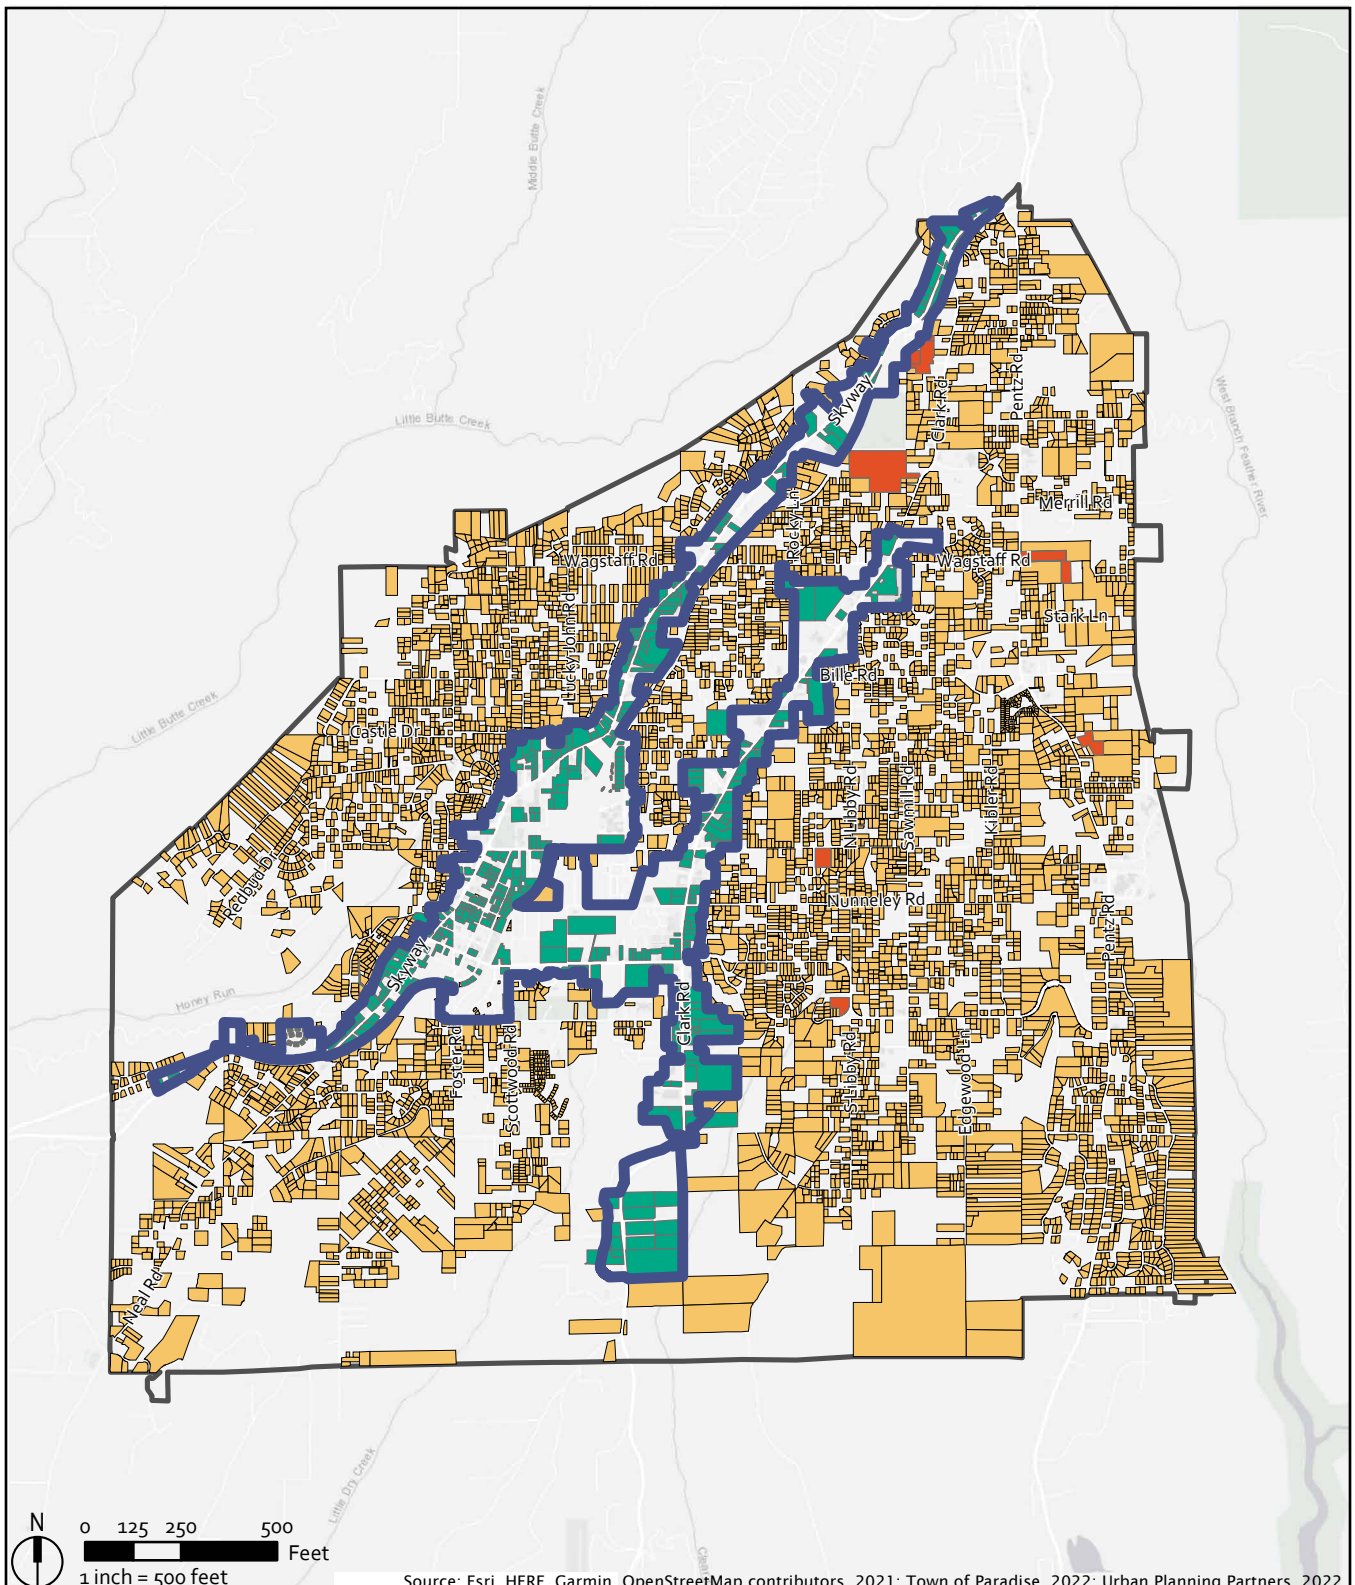 Middle Butte Creek
Skyway
Clark Rd
Pentz Rd
West Branch Feather River
Little Butte Creek
Merrill Rd
Rocky Ln
Wagstaff Rd
Wagstaff Rd
Lucky John Rd
Stark Ln
Bille Rd
Little Butte Creek
Castle Dr
N Libby Rd
Sawmill Rd
Kibler Rd
Redbud Dr
Nunneley Rd
Pentz Rd
Skyway
Honey Run
Clark Rd
Foster Rd
Scottwood Rd
S Libby Rd
Edgewood Ln
Neal Rd
Little Dry Creek
N
0 125 250 500
Feet
1 inch = 500 feet
Source: Esri, HERE, Garmin, OpenStreetMap contributors, 2021; Town of Paradise, 2022; Urban Planning Partners, 2022